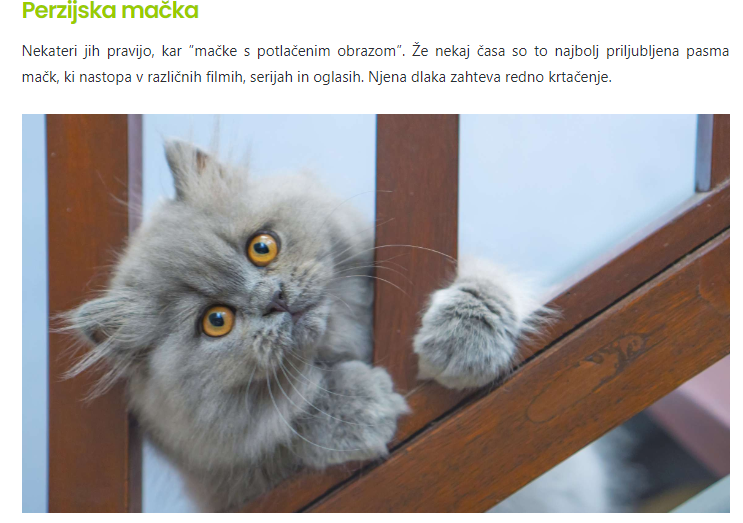 Perzijska mačka
Nekateri jih pravijo, kar “mačke s potlačenim obrazom”. Že nekaj časa so to najbolj priljubljena pasma
mačk, ki nastopa v različnih filmih, serijah in oglasih. Njena dlaka zahteva redno krtačenje.